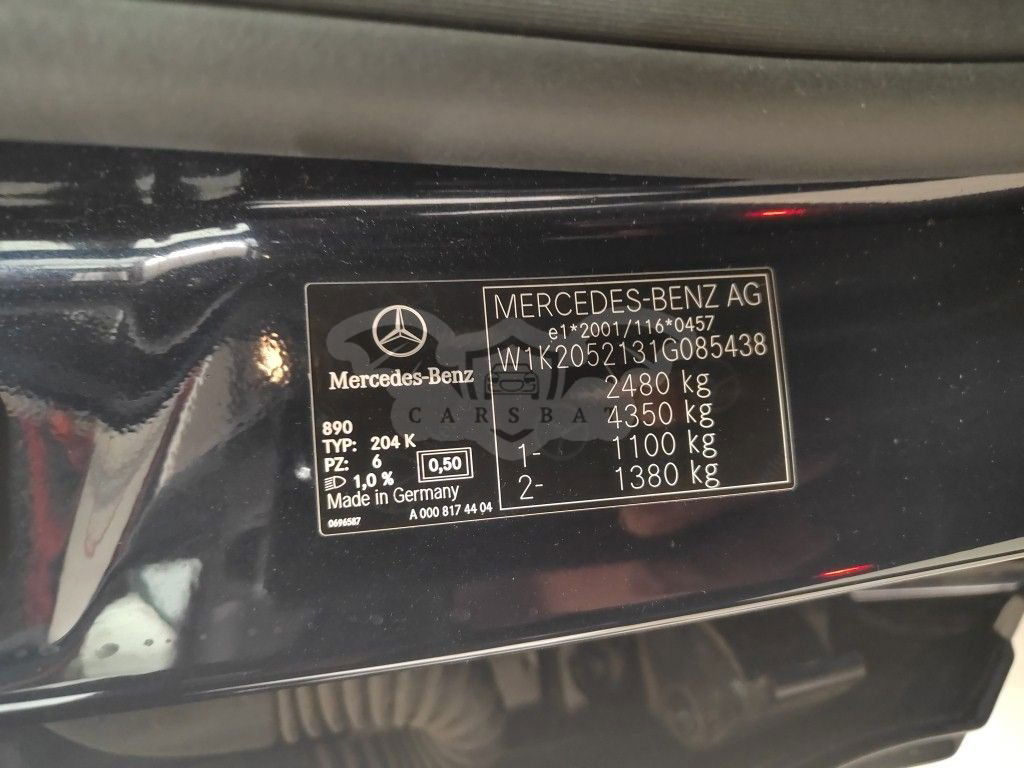 Mercedes-Benz
890
TYP: 204 K
PZ: 6
0,50
1,0 %
Made in Germany
0696587
A 000 817 44 04
MERCEDES-BENZ AG
e1*2001/116*0457
W1K2052131G085438
2480 kg
4350 kg
1- 1100 kg
2- 1380 kg